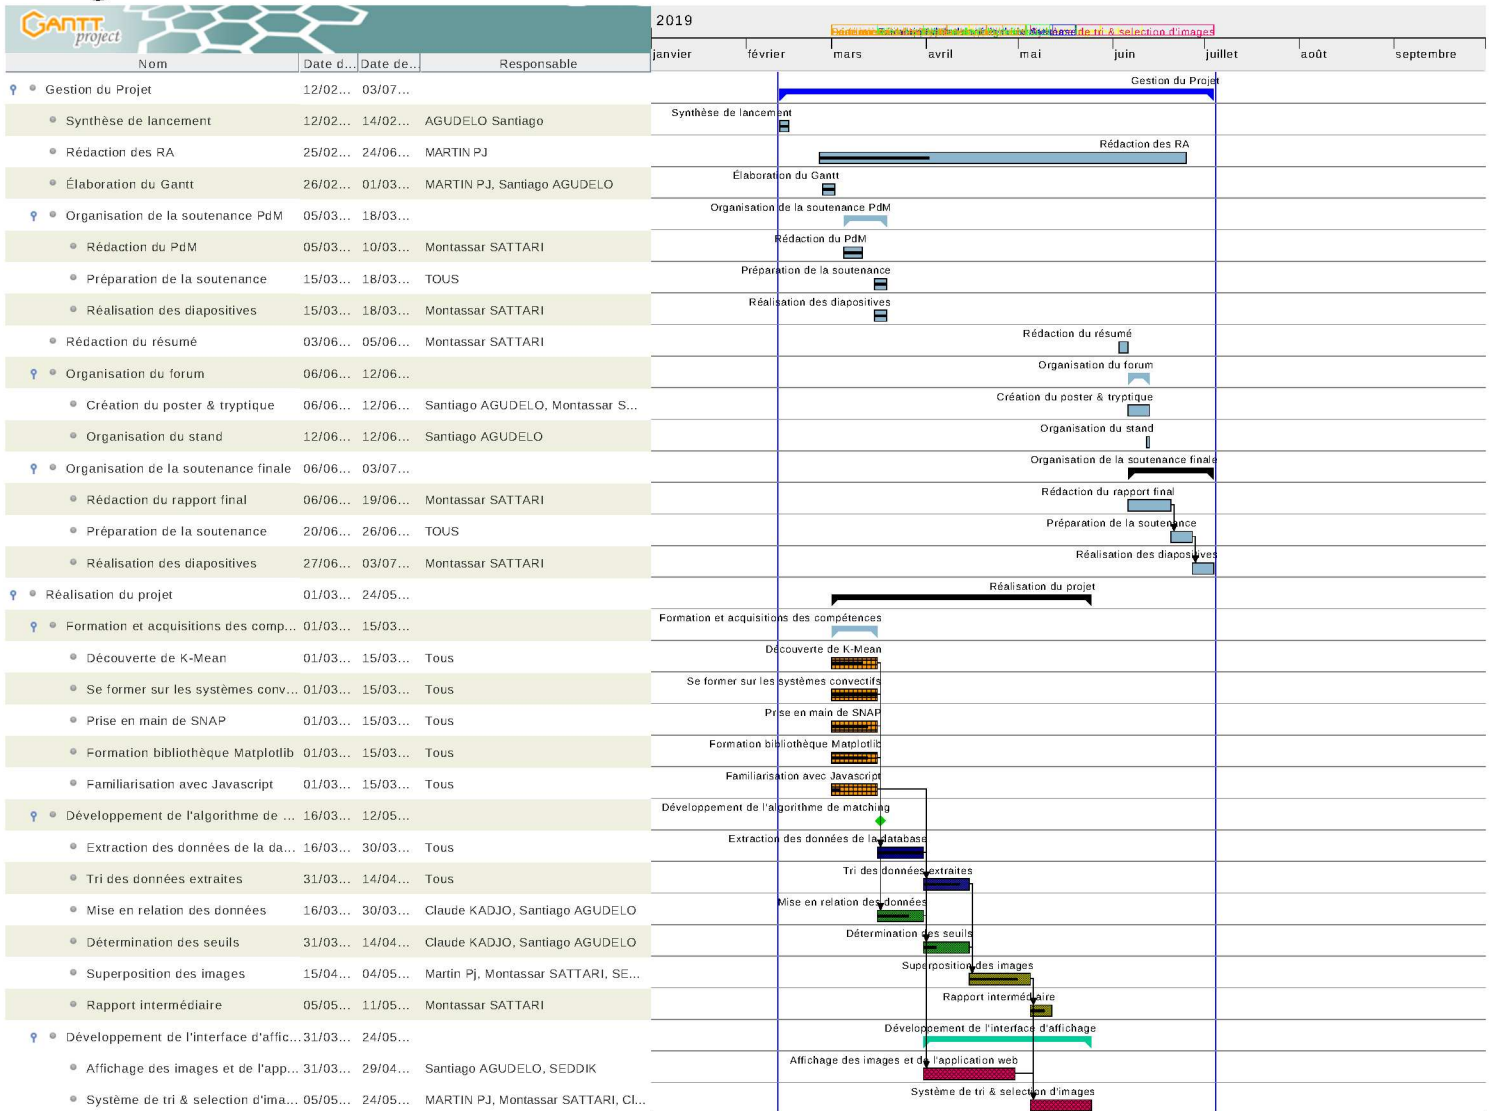 GANTT project
2019
janvier février mars avril mai juin juillet août septembre
Nom Date d... Date de... Responsable
Gestion du Projet 12/02... 03/07... Gestion du Projet
Synthèse de lancement 12/02... 14/02... AGUDELO Santiago Synthèse de lancement
Rédaction des RA 25/02... 24/06... MARTIN PJ Rédaction des RA
Élaboration du Gantt 26/02... 01/03... MARTIN PJ, Santiago AGUDELO Élaboration du Gantt
Organisation de la soutenance PdM 05/03... 18/03... Organisation de la soutenance PdM
Rédaction du PdM 05/03... 10/03... Montassar SATTARI Rédaction du PdM
Préparation de la soutenance 15/03... 18/03... TOUS Préparation de la soutenance
Réalisation des diapositives 15/03... 18/03... Montassar SATTARI Réalisation des diapositives
Rédaction du résumé 03/06... 05/06... Montassar SATTARI Rédaction du résumé
Organisation du forum 06/06... 12/06... Organisation du forum
Création du poster & tryptique 06/06... 12/06... Santiago AGUDELO, Montassar S... Création du poster & tryptique
Organisation du stand 12/06... 12/06... Santiago AGUDELO Organisation du stand
Organisation de la soutenance finale 06/06... 03/07... Organisation de la soutenance finale
Rédaction du rapport final 06/06... 19/06... Montassar SATTARI Rédaction du rapport final
Préparation de la soutenance 20/06... 26/06... TOUS Préparation de la soutenance
Réalisation des diapositives 27/06... 03/07... Montassar SATTARI Réalisation des diapositives
Réalisation du projet 01/03... 24/05... Réalisation du projet
Formation et acquisitions des comp... 01/03... 15/03... Formation et acquisitions des compétences
Découverte de K-Mean 01/03... 15/03... Tous Découverte de K-Mean
Se former sur les systèmes conv... 01/03... 15/03... Tous Se former sur les systèmes convectifs
Prise en main de SNAP 01/03... 15/03... Tous Prise en main de SNAP
Formation bibliothèque Matplotlib 01/03... 15/03... Tous Formation bibliothèque Matplotlib
Familiarisation avec Javascript 01/03... 15/03... Tous Familiarisation avec Javascript
Développement de l'algorithme de ... 16/03... 12/05... Développement de l'algorithme de matching
Extraction des données de la da... 16/03... 30/03... Tous Extraction des données de la database
Tri des données extraites 31/03... 14/04... Tous Tri des données extraites
Mise en relation des données 16/03... 30/03... Claude KADJO, Santiago AGUDELO Mise en relation des données
Détermination des seuils 31/03... 14/04... Claude KADJO, Santiago AGUDELO Détermination des seuils
Superposition des images 15/04... 04/05... Martin Pj, Montassar SATTARI, SE... Superposition des images
Rapport intermédiaire 05/05... 11/05... Montassar SATTARI Rapport intermédiaire
Développement de l'interface d'affic... 31/03... 24/05... Développement de l'interface d'affichage
Affichage des images et de l'app... 31/03... 29/04... Santiago AGUDELO, SEDDIK Affichage des images et de l'application web
Système de tri & selection d'ima... 05/05... 24/05... MARTIN PJ, Montassar SATTARI, Cl... Système de tri & selection d'images